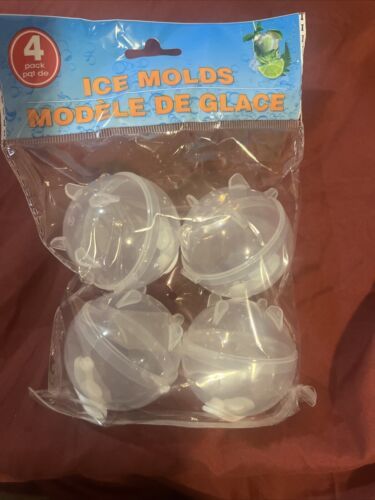 4
pack
pqt de
ICE MOLDS
MODÈLE DE GLACE